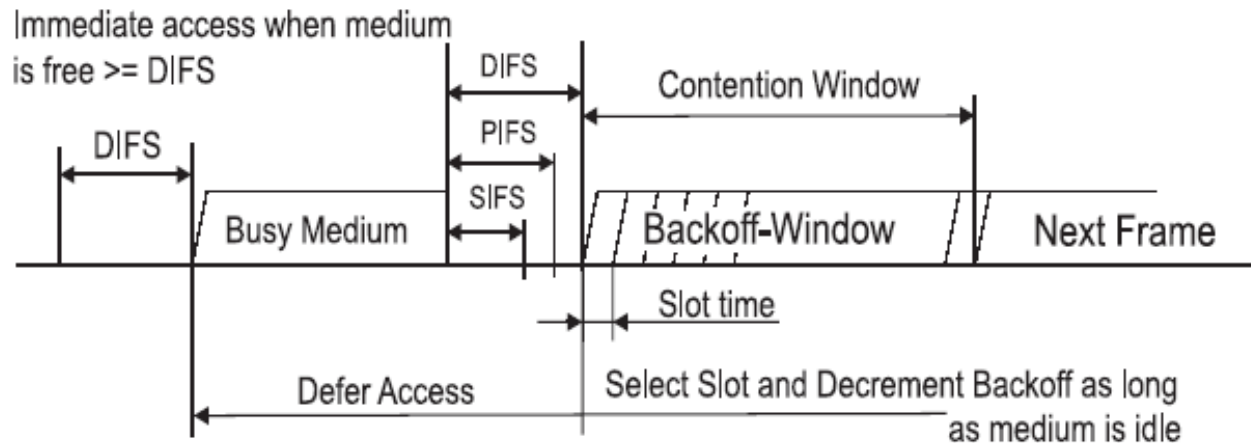 Immediate access when medium
is free >= DIFS
DIFS
DIFS
PIFS
SIFS
Contention Window
Busy Medium
Backoff-Window
Next Frame
Slot time
Defer Access
Select Slot and Decrement Backoff as long
as medium is idle